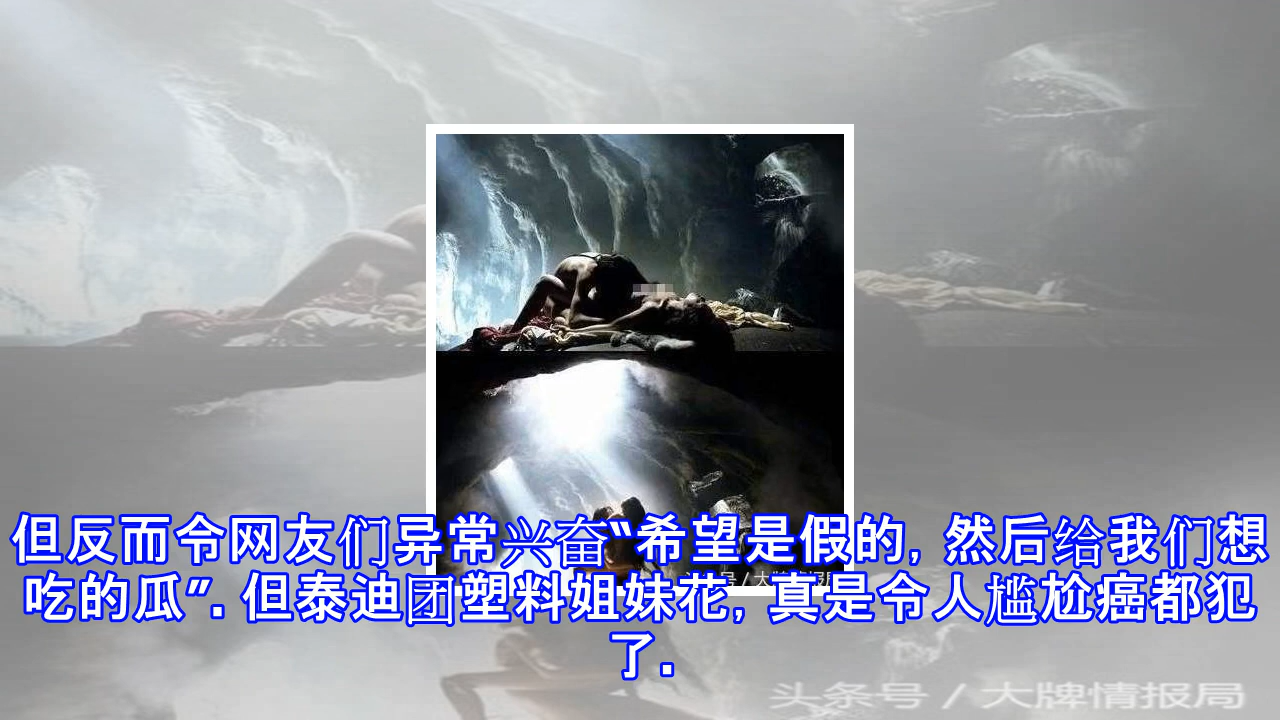 但反而令网友们异常兴奋“希望是假的, 然后给我们想
吃的瓜”. 但泰迪团塑料姐妹花, 真是令人尴尬癌都犯
了.
头条号 / 大牌情报局